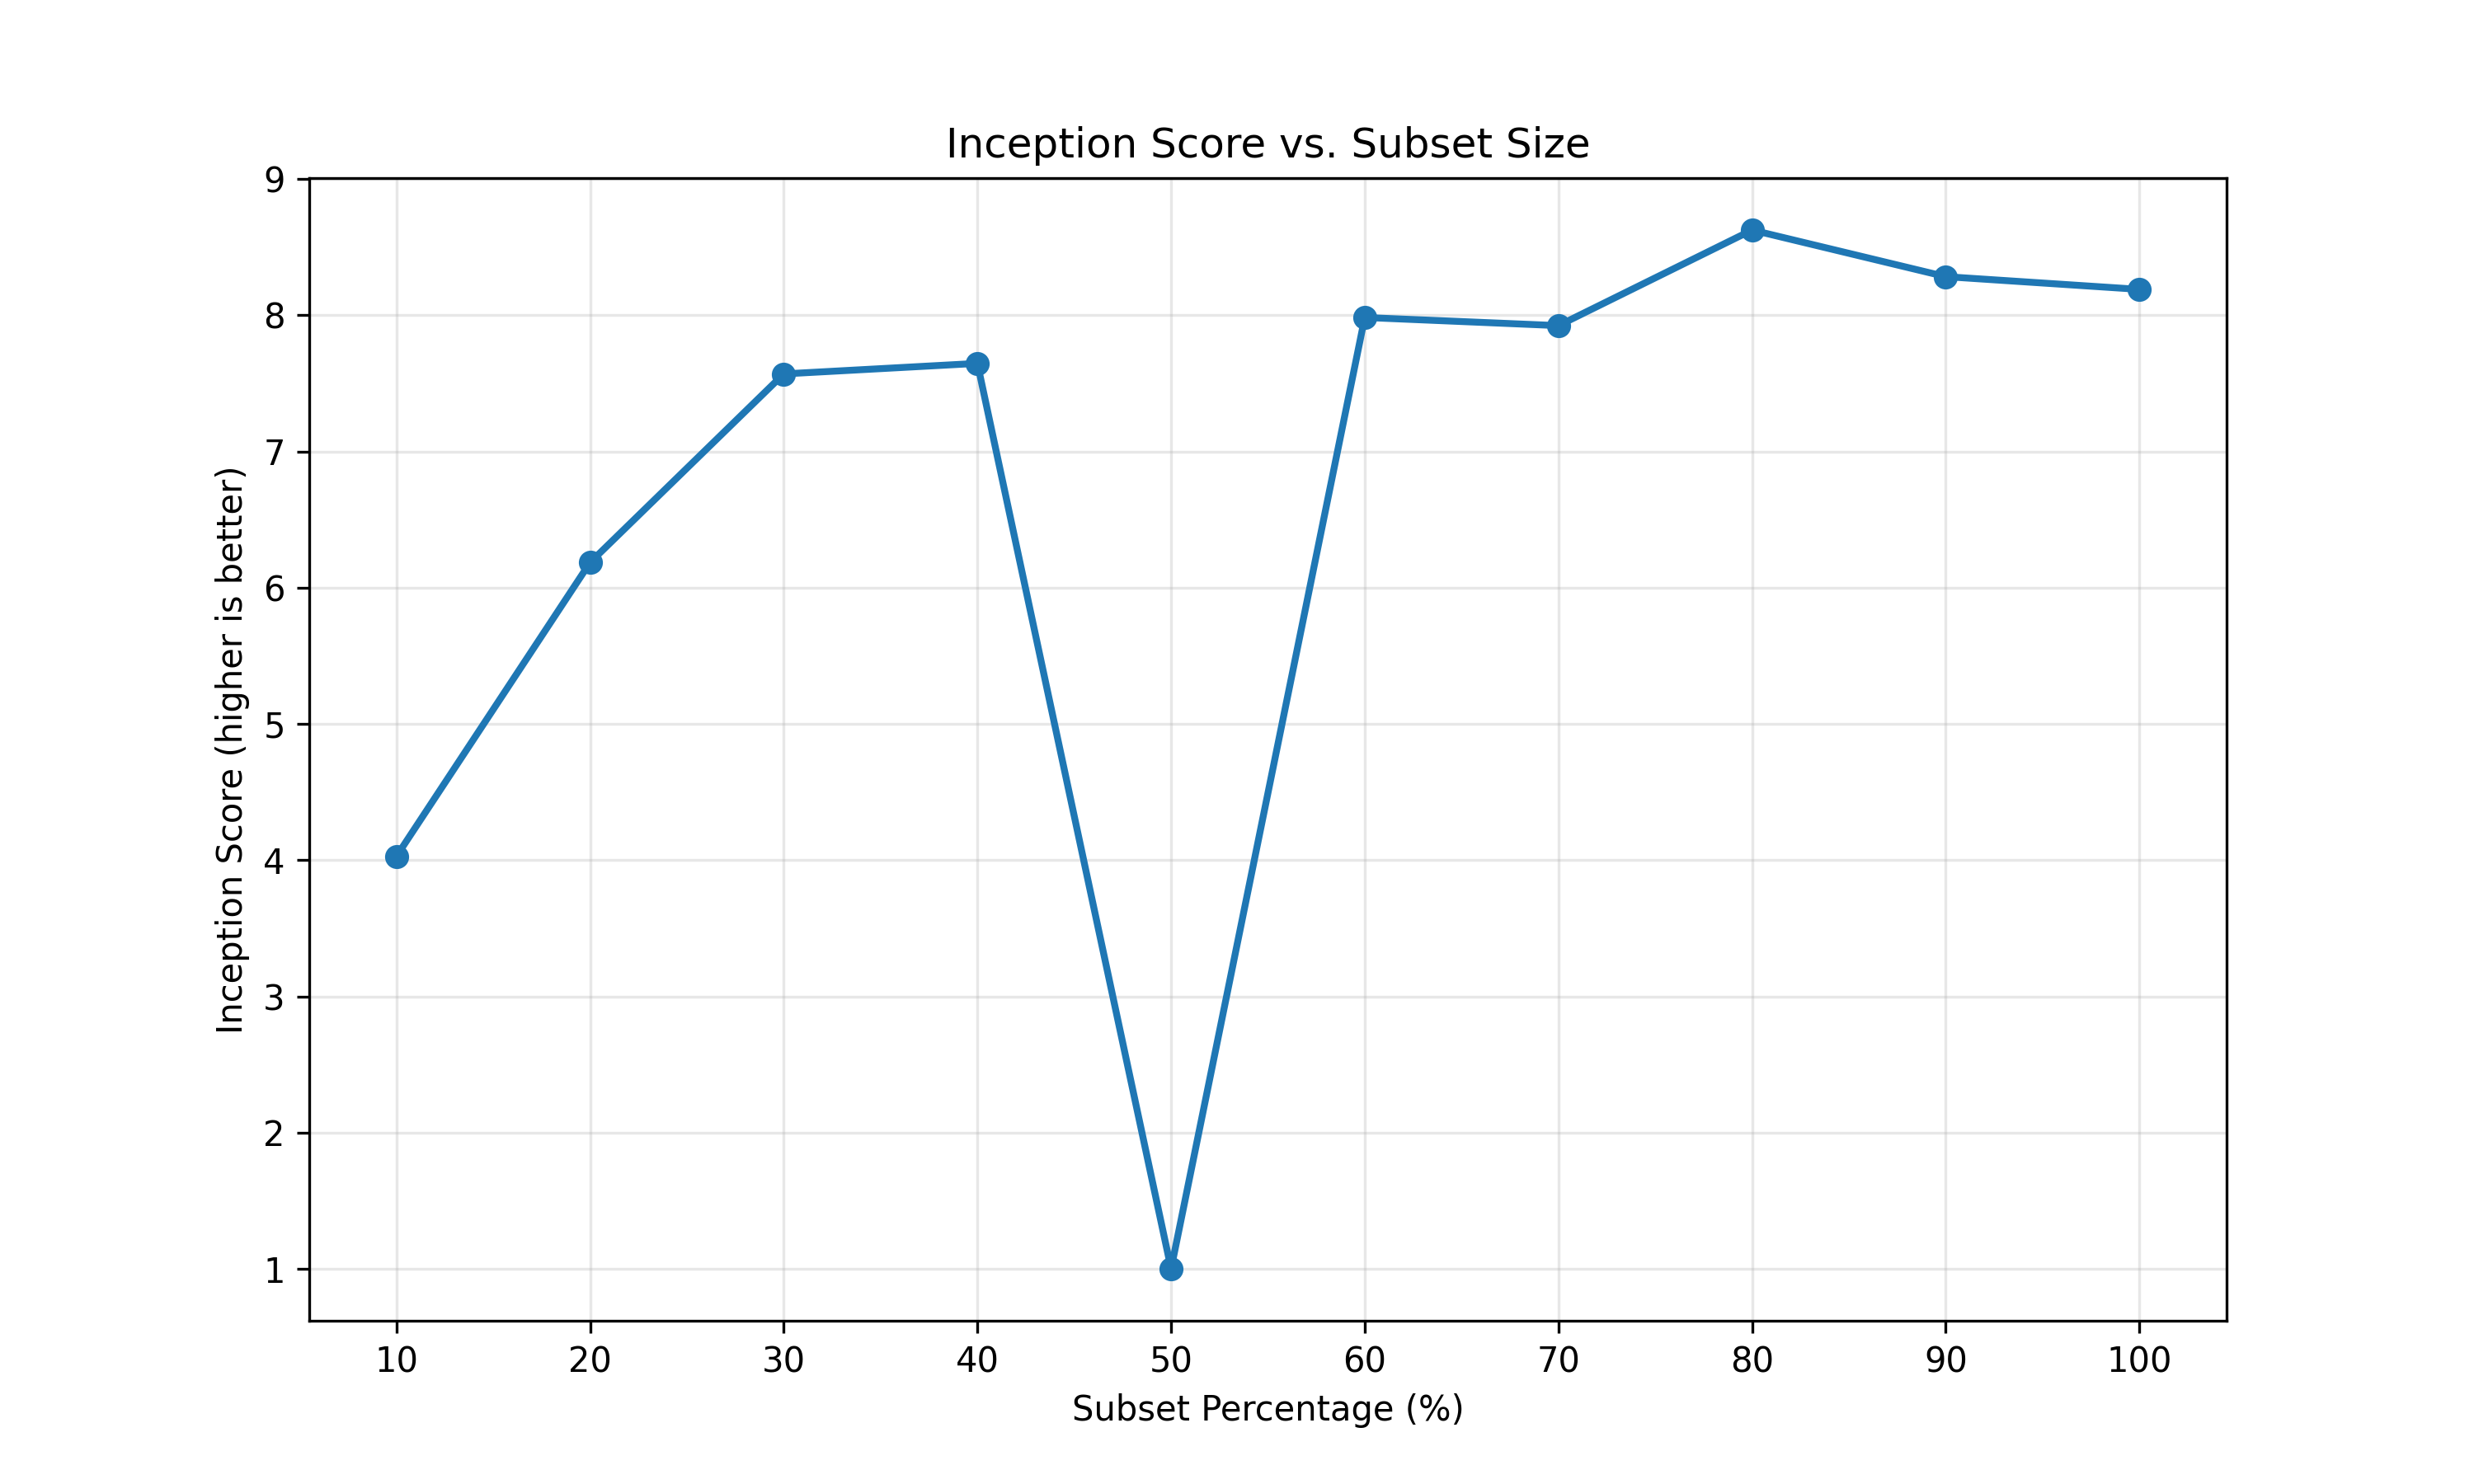 Inception Score vs. Subset Size
Inception Score (higher is better)
9
8
7
6
5
4
3
2
1
10 20 30 40 50 60 70 80 90 100
Subset Percentage (%)